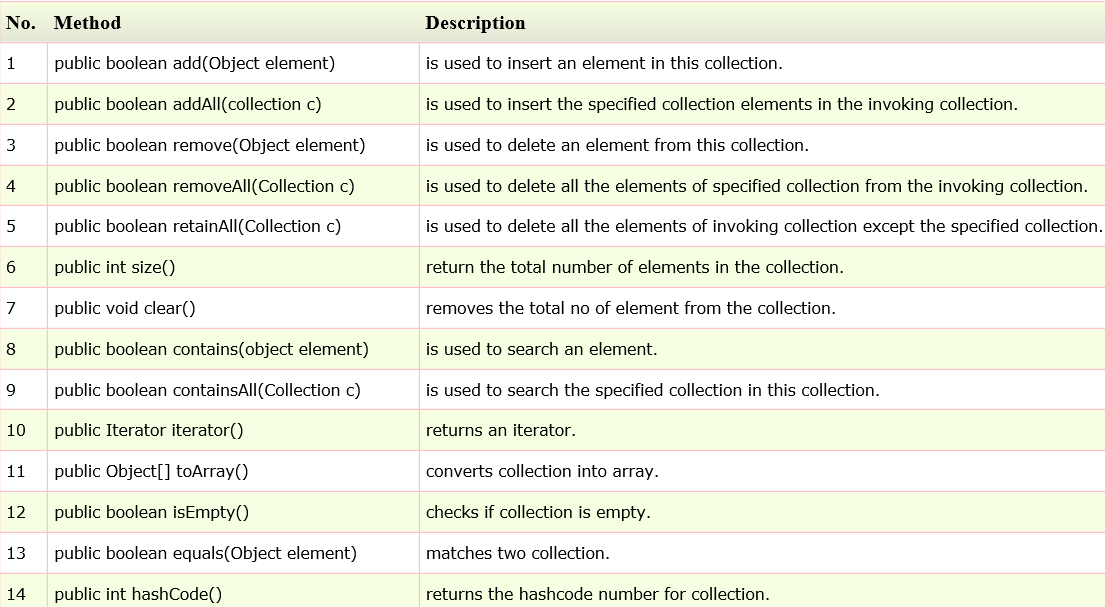 No. Method Description
1 public boolean add(Object element) is used to insert an element in this collection.
2 public boolean addAll(collection c) is used to insert the specified collection elements in the invoking collection.
3 public boolean remove(Object element) is used to delete an element from this collection.
4 public boolean removeAll(Collection c) is used to delete all the elements of specified collection from the invoking collection.
5 public boolean retainAll(Collection c) is used to delete all the elements of invoking collection except the specified collection.
6 public int size() return the total number of elements in the collection.
7 public void clear() removes the total no of element from the collection.
8 public boolean contains(object element) is used to search an element.
9 public boolean containsAll(Collection c) is used to search the specified collection in this collection.
10 public Iterator iterator() returns an iterator.
11 public Object[] toArray() converts collection into array.
12 public boolean isEmpty() checks if collection is empty.
13 public boolean equals(Object element) matches two collection.
14 public int hashCode() returns the hashcode number for collection.